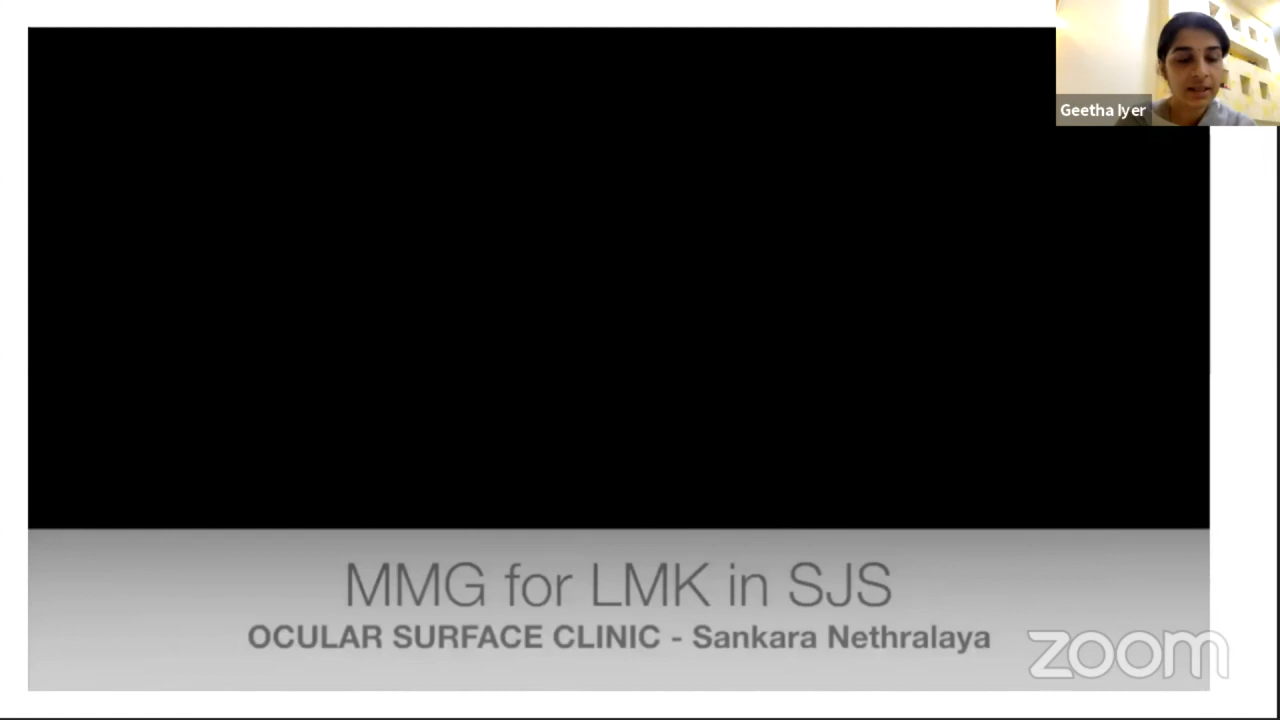 Geetha Iyer
MMG for LMK in SJS
OCULAR SURFACE CLINIC - Sankara Nethralaya
zoom